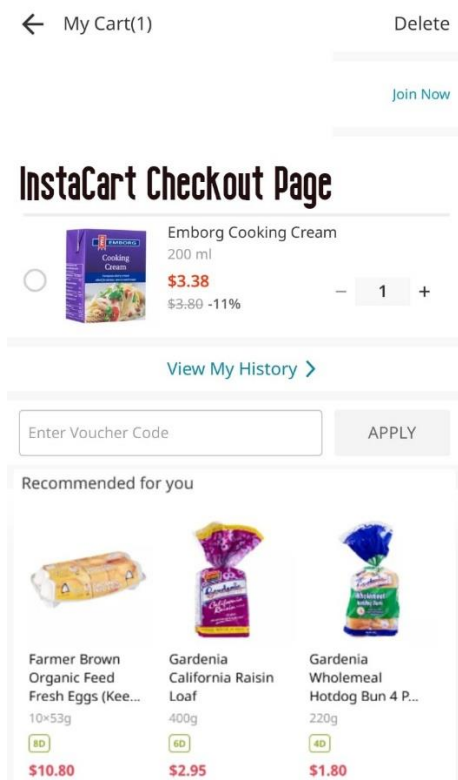 My Cart(1)
Delete
Join Now
InstaCart Checkout Page
Emborg Cooking Cream
200 ml
$3.38
$3.80 -11%
− 1 +
EMBORG
Cooking
Cream
View My History
Enter Voucher Code
APPLY
Recommended for you
Farmer Brown
Organic Feed
Fresh Eggs (Kee...
10×53g
8D
$10.80
Gardenia
California Raisin
Loaf
400g
6D
$2.95
Gardenia
Wholemeal
Hotdog Bun 4 P...
220g
4D
$1.80